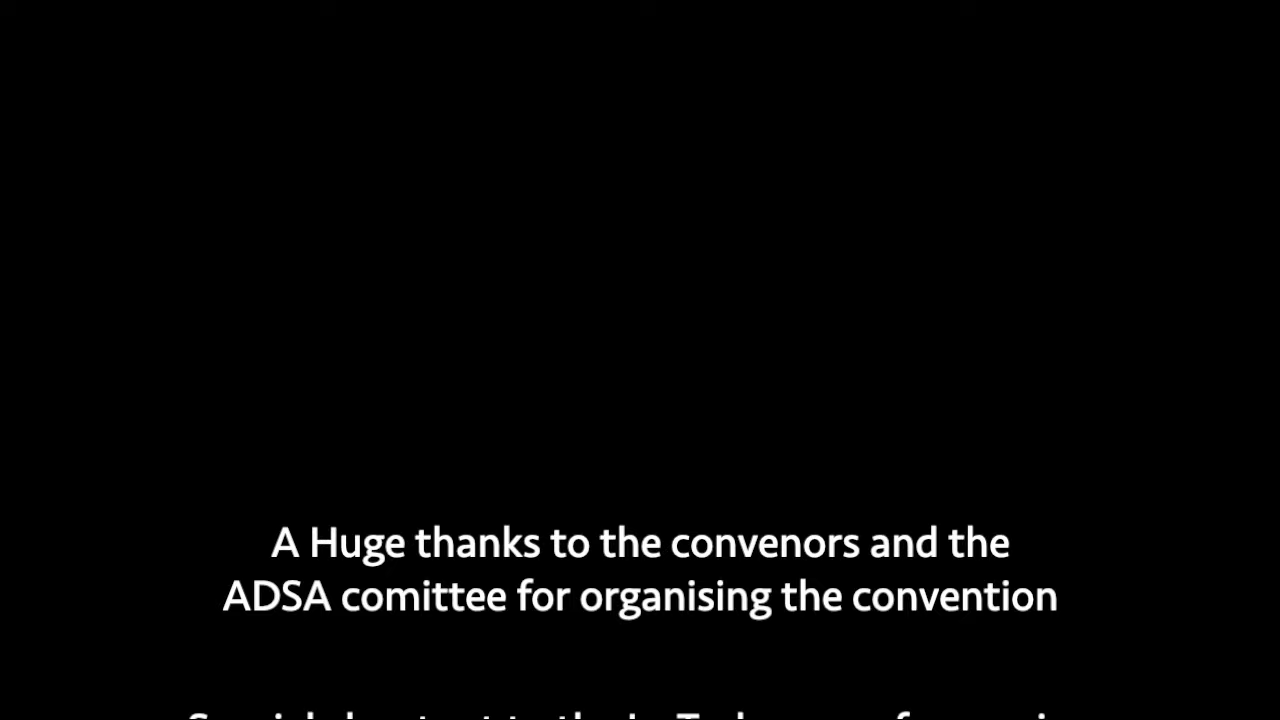 A Huge thanks to the convenors and the
ADSA comittee for organising the convention